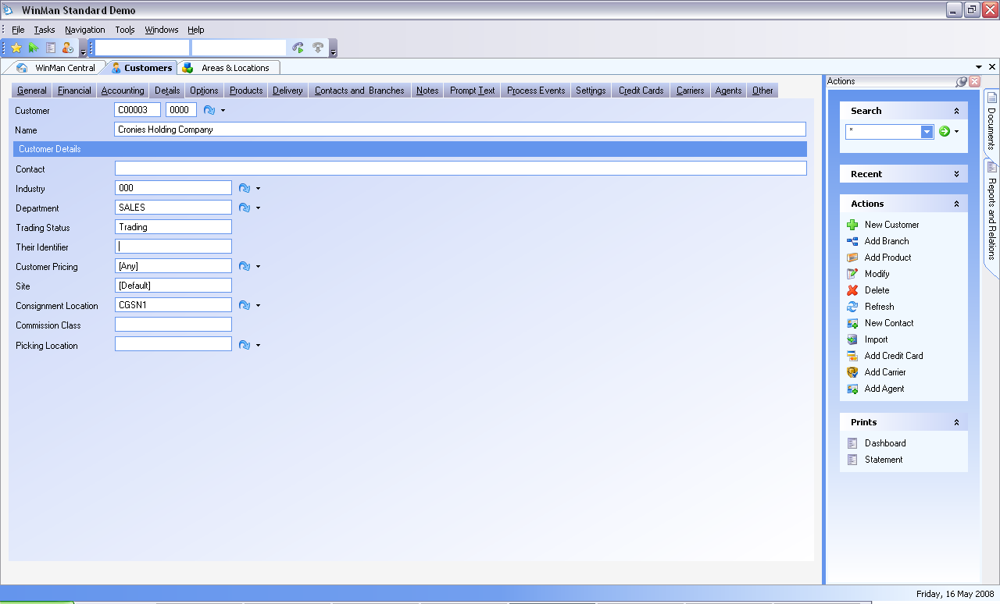 WinMan Standard Demo
File Tasks Navigation Tools Windows Help
WinMan Central Customers Areas & Locations
General Financial Accounting Details Options Products Delivery Contacts and Branches Notes Prompt Text Process Events Settings Credit Cards Carriers Agents Other
Customer C00003 0000
Name Cronies Holding Company
Customer Details
Contact
Industry 000
Department SALES
Trading Status Trading
Their Identifier
Customer Pricing [Any]
Site [Default]
Consignment Location CGSN1
Commission Class
Picking Location
Actions
Search
*
Recent
Actions
New Customer
Add Branch
Add Product
Modify
Delete
Refresh
New Contact
Import
Add Credit Card
Add Carrier
Add Agent
Prints
Dashboard
Statement
Documents
Reports and Relations
Friday, 16 May 2008